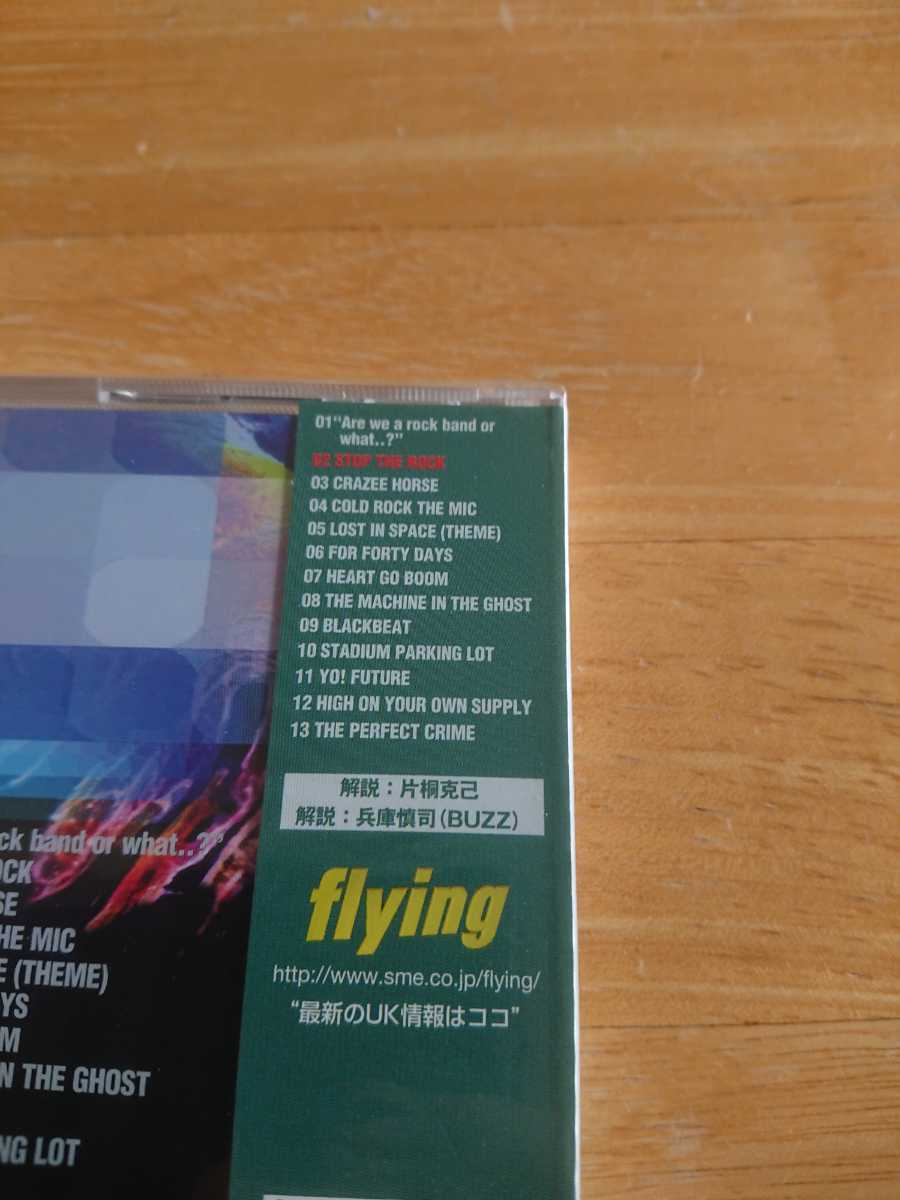 01 "Are we a rock band or
what..?"
02 STOP THE ROCK
03 CRAZEE HORSE
04 COLD ROCK THE MIC
05 LOST IN SPACE (THEME)
06 FOR FORTY DAYS
07 HEART GO BOOM
08 THE MACHINE IN THE GHOST
09 BLACKBEAT
10 STADIUM PARKING LOT
11 YO! FUTURE
12 HIGH ON YOUR OWN SUPPLY
13 THE PERFECT CRIME
解説：片桐克己
解説：兵庫慎司（BUZZ）
flying
http://www.sme.co.jp/flying/
"最新のUK情報はココ"
ck band or what..?"
OCK
SE
HE MIC
E (THEME)
YS
M
N THE GHOST
NG LOT